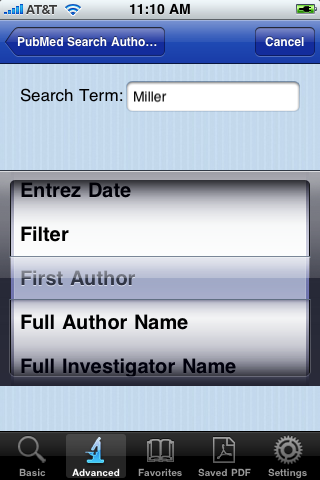 AT&T 11:10 AM
PubMed Search Autho... Cancel
Search Term: Miller
Entrez Date
Filter
First Author
Full Author Name
Full Investigator Name
Basic Advanced Favorites Saved PDF Settings